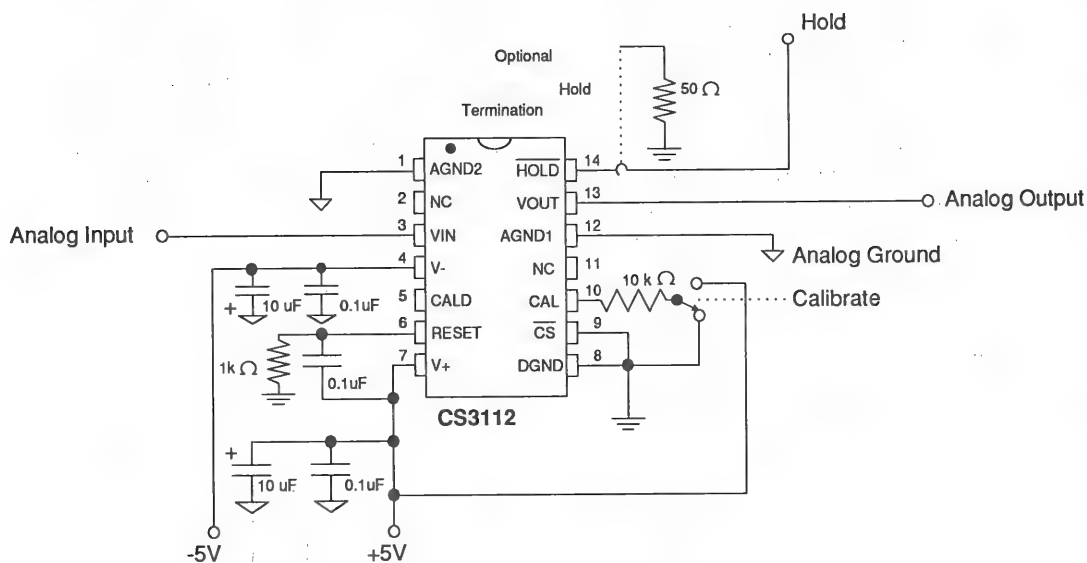 Hold
Optional
Hold
50 Ω
Termination
1 AGND2 HOLD 14
2 NC VOUT 13 Analog Output
Analog Input 3 VIN AGND1 12
Analog Ground
4 V- NC 11
10 uF 0.1uF
5 CALD CAL 10 10 k Ω Calibrate
6 RESET CS 9
1k Ω 0.1uF
7 V+ DGND 8
CS3112
+
+
10 uF 0.1uF
-5V +5V